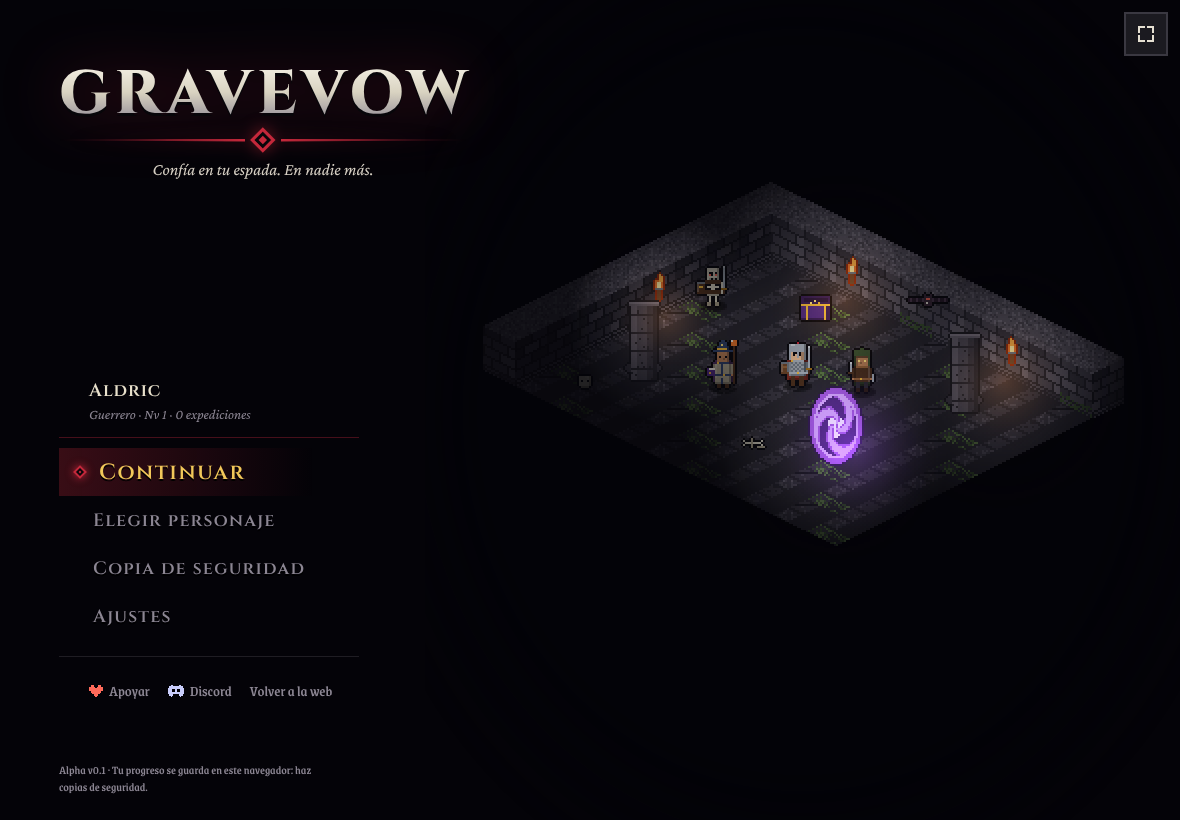 GRAVEVOW
Confía en tu espada. En nadie más.
Aldric
Guerrero · Nv 1 · 0 expediciones
Continuar
Elegir personaje
Copia de seguridad
Ajustes
Apoyar Discord Volver a la web
Alpha v0.1 · Tu progreso se guarda en este navegador: haz
copias de seguridad.